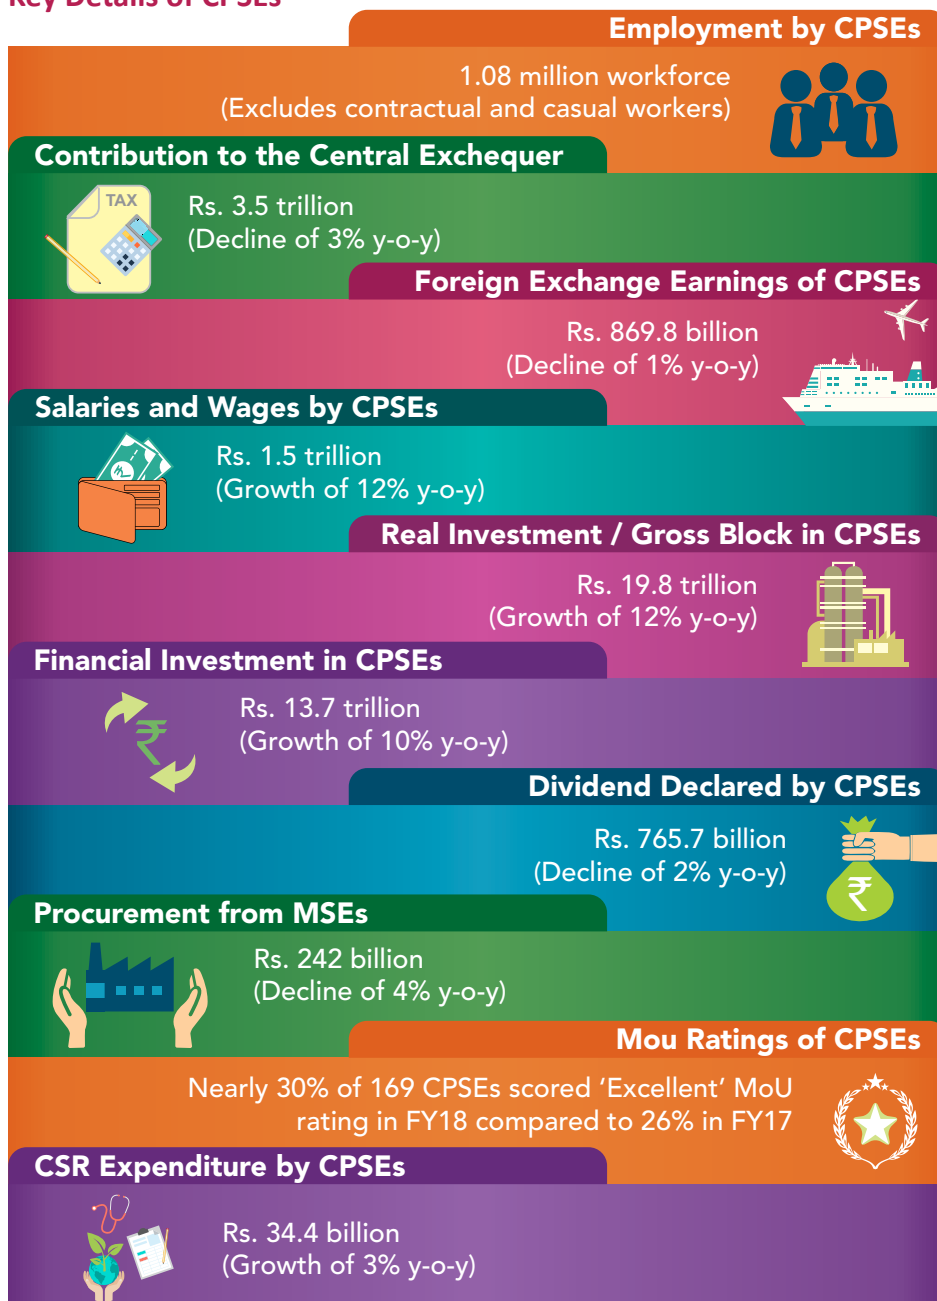 Key Details of CPSEs
Employment by CPSEs
1.08 million workforce
(Excludes contractual and casual workers)
Contribution to the Central Exchequer
TAX
Rs. 3.5 trillion
(Decline of 3% y-o-y)
Foreign Exchange Earnings of CPSEs
Rs. 869.8 billion
(Decline of 1% y-o-y)
Salaries and Wages by CPSEs
Rs. 1.5 trillion
(Growth of 12% y-o-y)
Real Investment / Gross Block in CPSEs
Rs. 19.8 trillion
(Growth of 12% y-o-y)
Financial Investment in CPSEs
₹
Rs. 13.7 trillion
(Growth of 10% y-o-y)
Dividend Declared by CPSEs
Rs. 765.7 billion
(Decline of 2% y-o-y)
₹
Procurement from MSEs
Rs. 242 billion
(Decline of 4% y-o-y)
Mou Ratings of CPSEs
Nearly 30% of 169 CPSEs scored ‘Excellent’ MoU
rating in FY18 compared to 26% in FY17
CSR Expenditure by CPSEs
Rs. 34.4 billion
(Growth of 3% y-o-y)